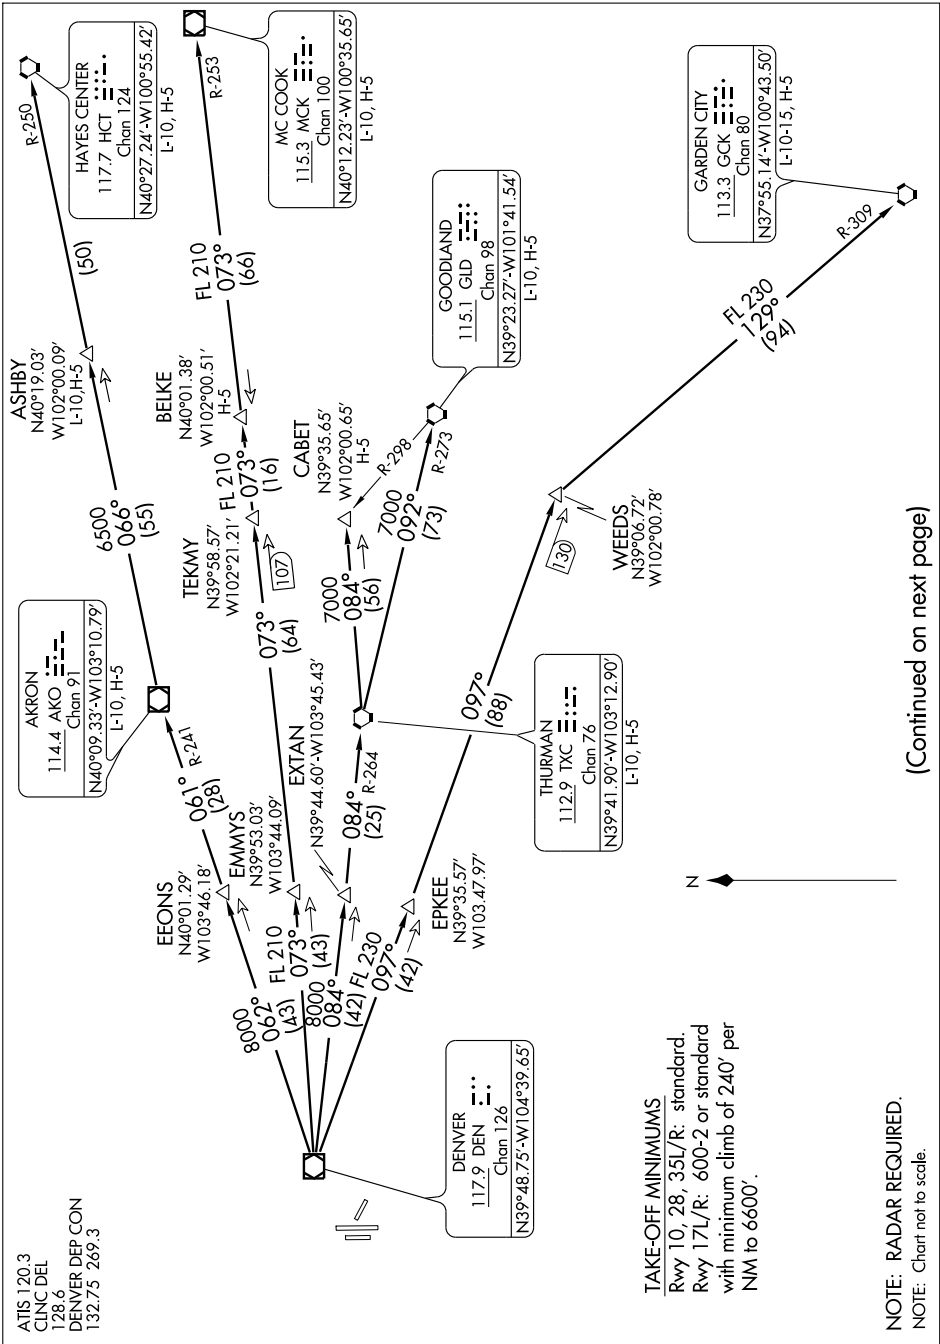 ATIS 120.3
CLNC DEL
128.6
DENVER DEP CON
132.75 269.3
DENVER
117.9 DEN
Chan 126
N39°48.75'-W104°39.65'
8000
062°
(43)
FL 210
073°
(43)
8000
084°
(42)
FL 230
097°
(42)
EEONS
N40°01.29'
W103°46.18'
EMMYS
N39°53.03'
W103°44.09'
EXTAN
N39°44.60'-W103°45.43'
EPKEE
N39°35.57'
W103.47.97'
061°
(28)
R-241
AKRON
114.4 AKO
Chan 91
N40°09.33'-W103°10.79'
L-10, H-5
6500
066°
(55)
ASHBY
N40°19.03'
W102°00.09'
L-10,H-5
(50)
R-250
HAYES CENTER
117.7 HCT
Chan 124
N40°27.24'-W100°55.42'
L-10, H-5
073°
(64)
TEKMY
N39°58.57'
W102°21.21'
107
FL 210
073°
(16)
BELKE
N40°01.38'
W102°00.51'
H-5
FL 210
073°
(66)
R-253
MC COOK
115.3 MCK
Chan 100
N40°12.23'-W100°35.65'
L-10, H-5
084°
(25)
R-264
THURMAN
112.9 TXC
Chan 76
N39°41.90'-W103°12.90'
L-10, H-5
7000
084°
(56)
CABET
N39°35.65'
W102°00.65'
H-5
R-298
7000
092°
(73)
R-273
GOODLAND
115.1 GLD
Chan 98
N39°23.27'-W101°41.54'
L-10, H-5
097°
(88)
130
WEEDS
N39°06.72'
W102°00.78'
FL 230
129°
(94)
R-309
GARDEN CITY
113.3 GCK
Chan 80
N37°55.14'-W100°43.50'
L-10-15, H-5
N
TAKE-OFF MINIMUMS
Rwy 10, 28, 35L/R: standard.
Rwy 17L/R: 600-2 or standard
with minimum climb of 240' per
NM to 6600'.
NOTE: RADAR REQUIRED.
NOTE: Chart not to scale.
(Continued on next page)